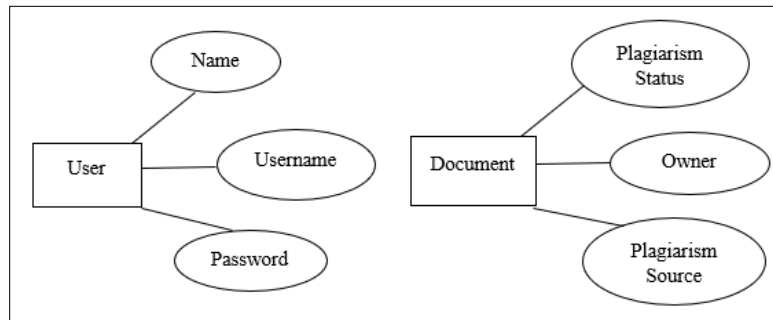 Name
User
Username
Password
Plagiarism
Status
Document
Owner
Plagiarism
Source